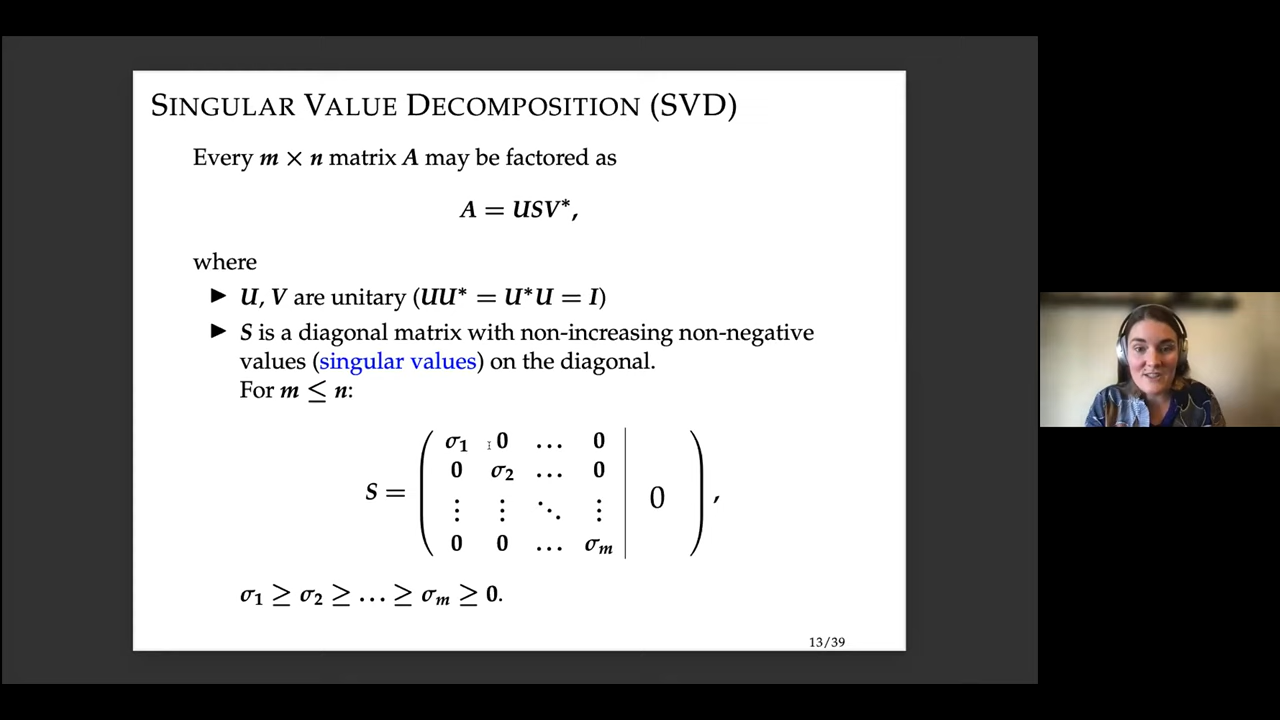 SINGULAR VALUE DECOMPOSITION (SVD)
Every m × n matrix A may be factored as
A = USV*,
where
▶ U, V are unitary (UU* = U*U = I)
▶ S is a diagonal matrix with non-increasing non-negative
values (singular values) on the diagonal.
For m ≤ n:
σ1 0 … 0
0 σ2 … 0
S = ⋮ ⋮ ⋱ ⋮ 0 ,
0 0 … σm
σ1 ≥ σ2 ≥ … ≥ σm ≥ 0.
13/39